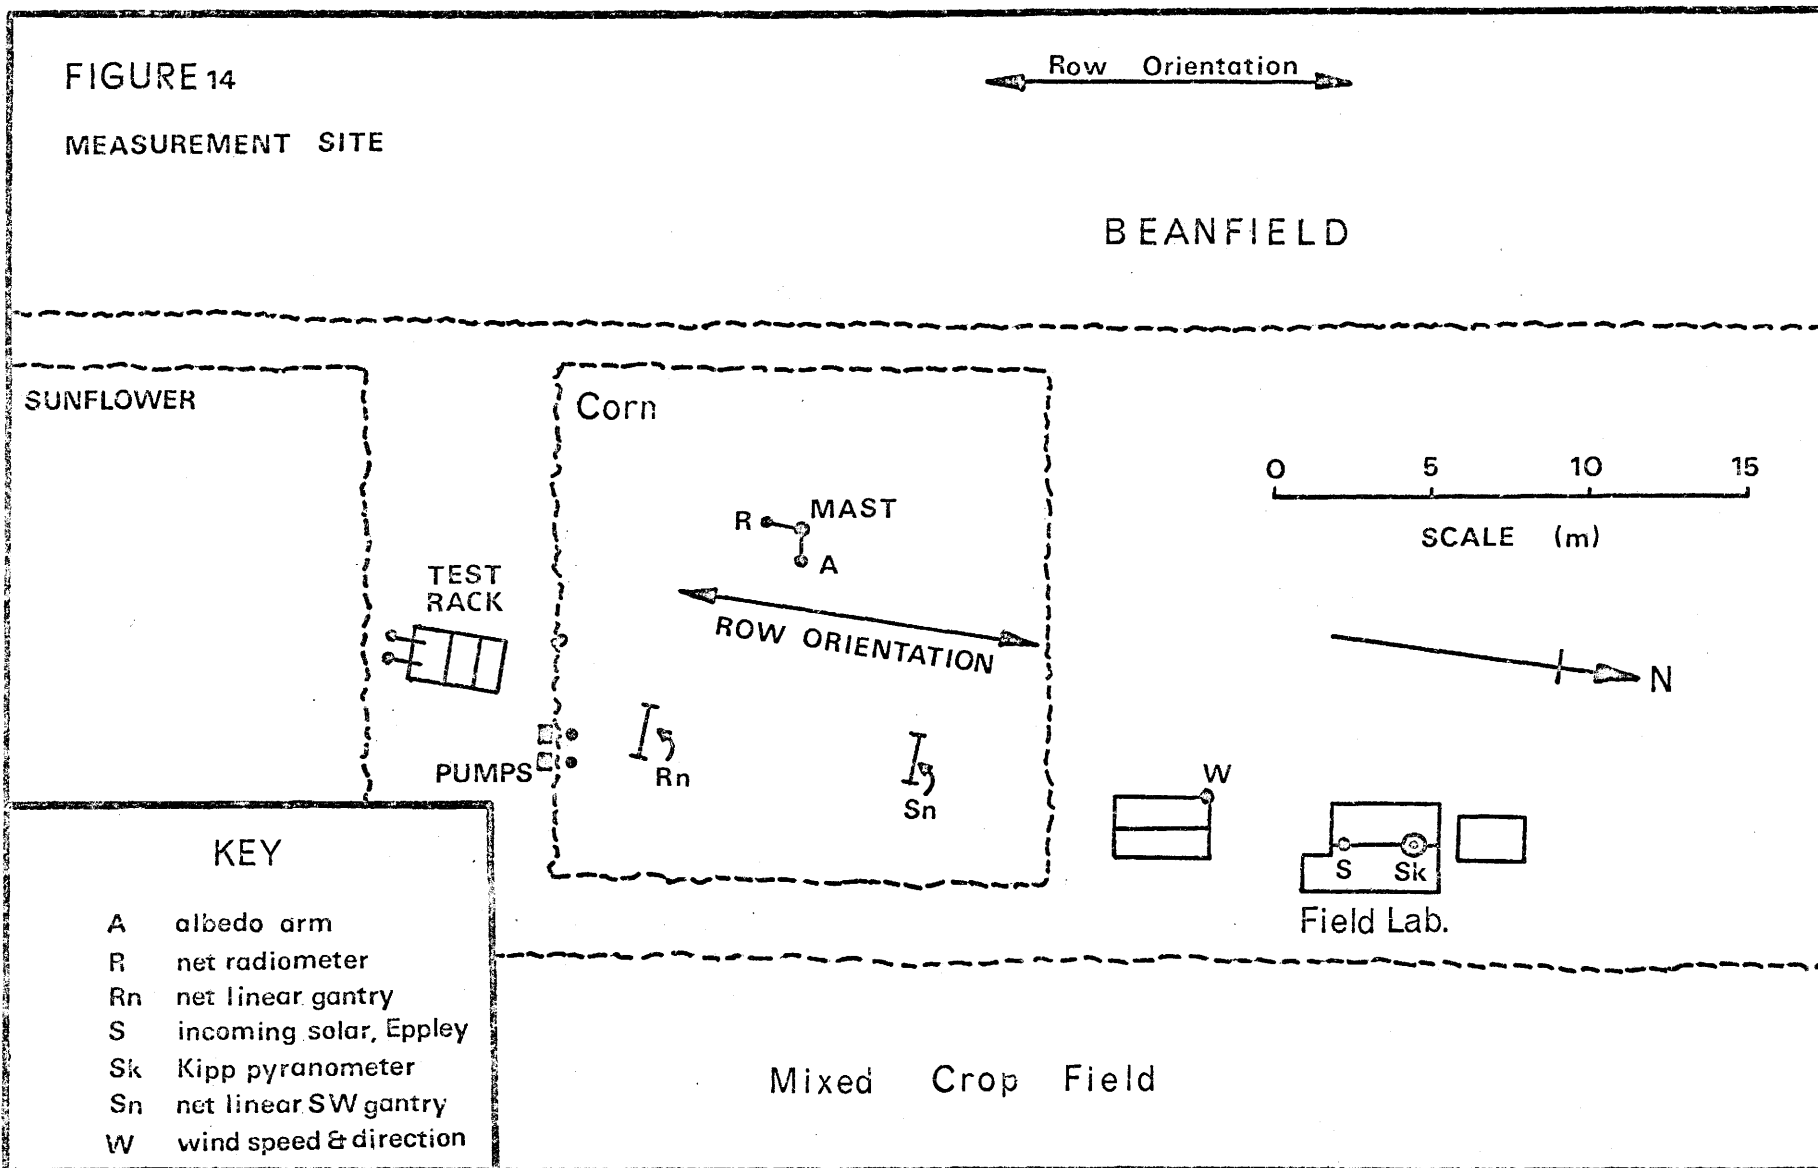 FIGURE 14
MEASUREMENT SITE
Row Orientation
BEANFIELD
SUNFLOWER
Corn
R
MAST
A
0 5 10 15
SCALE (m)
TEST
RACK
ROW ORIENTATION
N
PUMPS
Rn
Sn
W
S Sk
Field Lab.
KEY
A albedo arm
R net radiometer
Rn net linear gantry
S incoming solar, Eppley
Sk Kipp pyranometer
Sn net linear SW gantry
W wind speed & direction
Mixed Crop Field